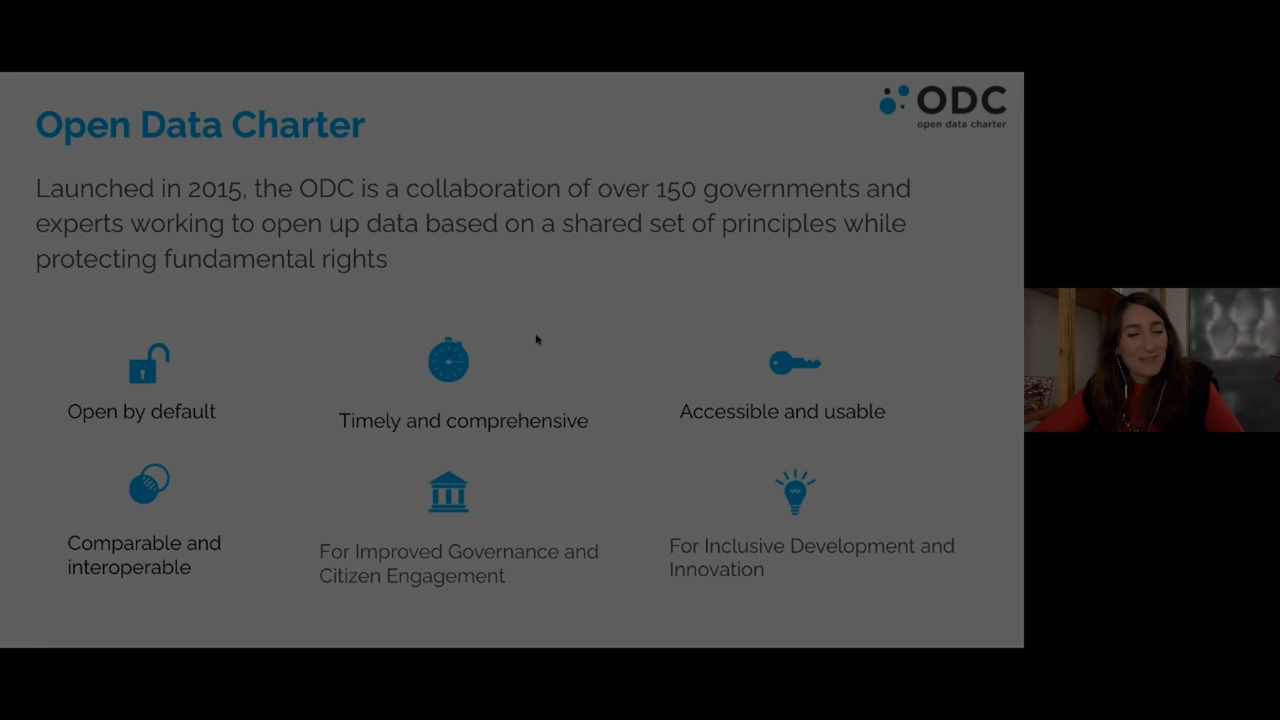 Open Data Charter
ODC
open data charter
Launched in 2015, the ODC is a collaboration of over 150 governments and
experts working to open up data based on a shared set of principles while
protecting fundamental rights
Open by default
Timely and comprehensive
Accessible and usable
Comparable and
interoperable
For Improved Governance and
Citizen Engagement
For Inclusive Development and
Innovation